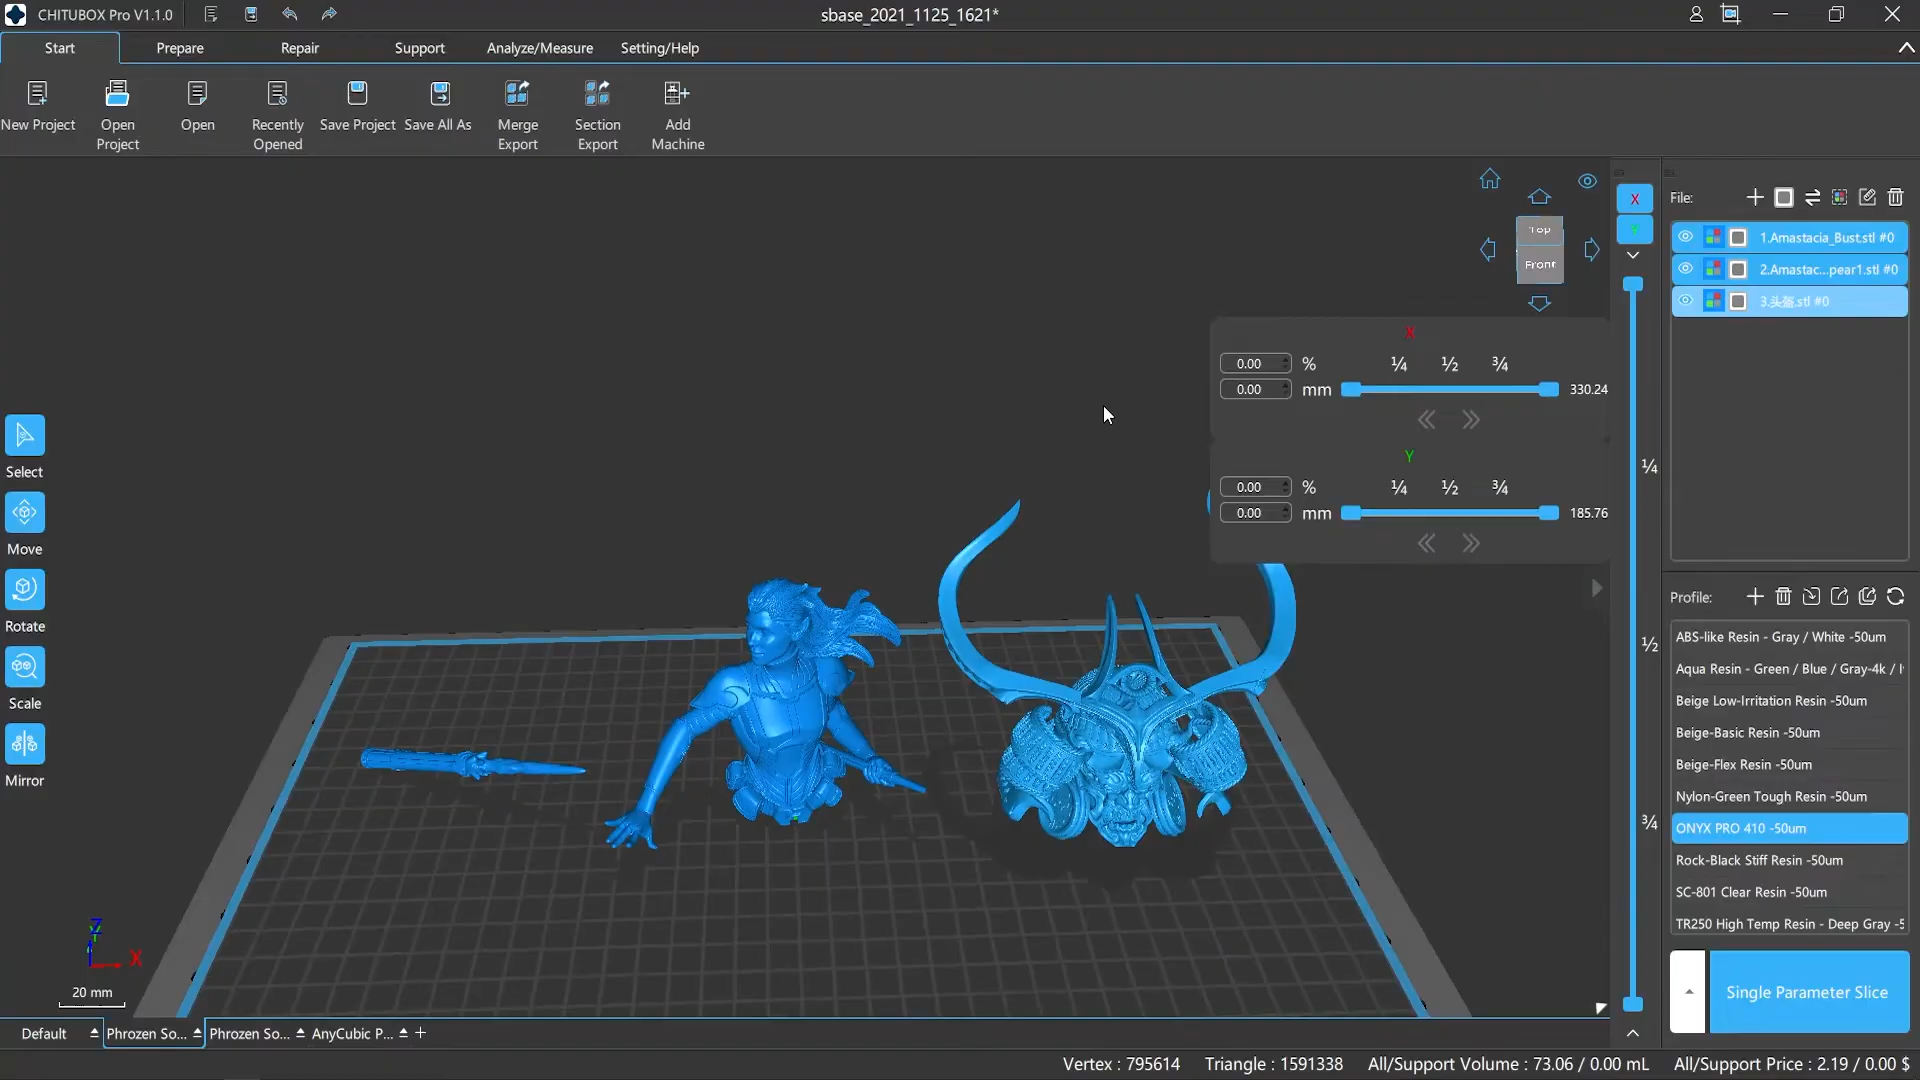 CHITUBOX Pro V1.1.0
sbase_2021_1125_1621*
Start Prepare Repair Support Analyze/Measure Setting/Help
New Project
Open Project
Open
Recently Opened
Save Project
Save All As
Merge Export
Section Export
Add Machine
Top
Front
X
Y
File:
1.Amastacia_Bust.stl #0
2.Amastac...pear1.stl #0
3.头盔.stl #0
X
0.00 % ¼ ½ ¾
0.00 mm 330.24
Y
0.00 % ¼ ½ ¾
0.00 mm 185.76
¼
½
¾
Select
Move
Rotate
Scale
Mirror
Profile:
ABS-like Resin - Gray / White -50um
Aqua Resin - Green / Blue / Gray-4k /
Beige Low-Irritation Resin -50um
Beige-Basic Resin -50um
Beige-Flex Resin -50um
Nylon-Green Tough Resin -50um
ONYX PRO 410 -50um
Rock-Black Stiff Resin -50um
SC-801 Clear Resin -50um
TR250 High Temp Resin - Deep Gray -5
Single Parameter Slice
Z
Y
X
20 mm
Default Phrozen So... Phrozen So... AnyCubic P... +
Vertex : 795614 Triangle : 1591338 All/Support Volume : 73.06 / 0.00 mL All/Support Price : 2.19 / 0.00 $